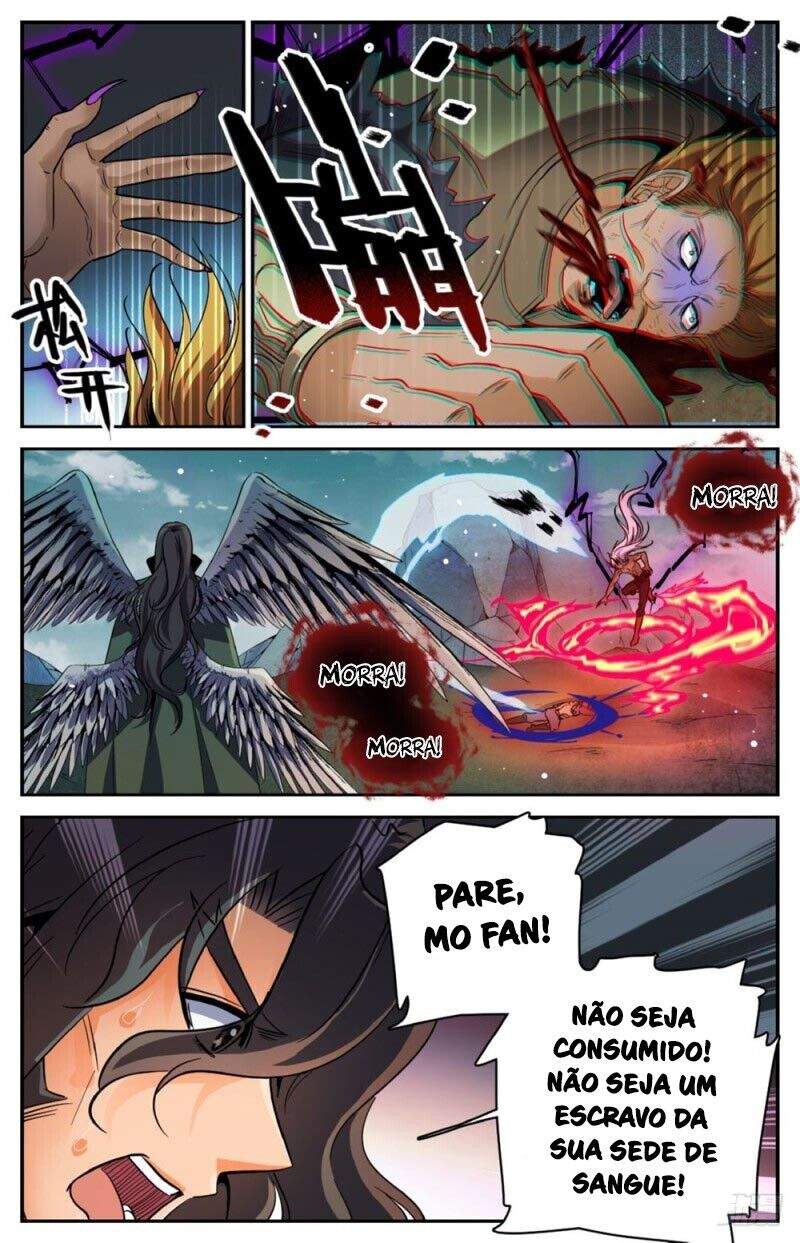 松
开
MORRA!
MORRA!
MORRA!
PARE,
MO FAN!
NÃO SEJA
CONSUMIDO!
NÃO SEJA UM
ESCRAVO DA
SUA SEDE DE
SANGUE!